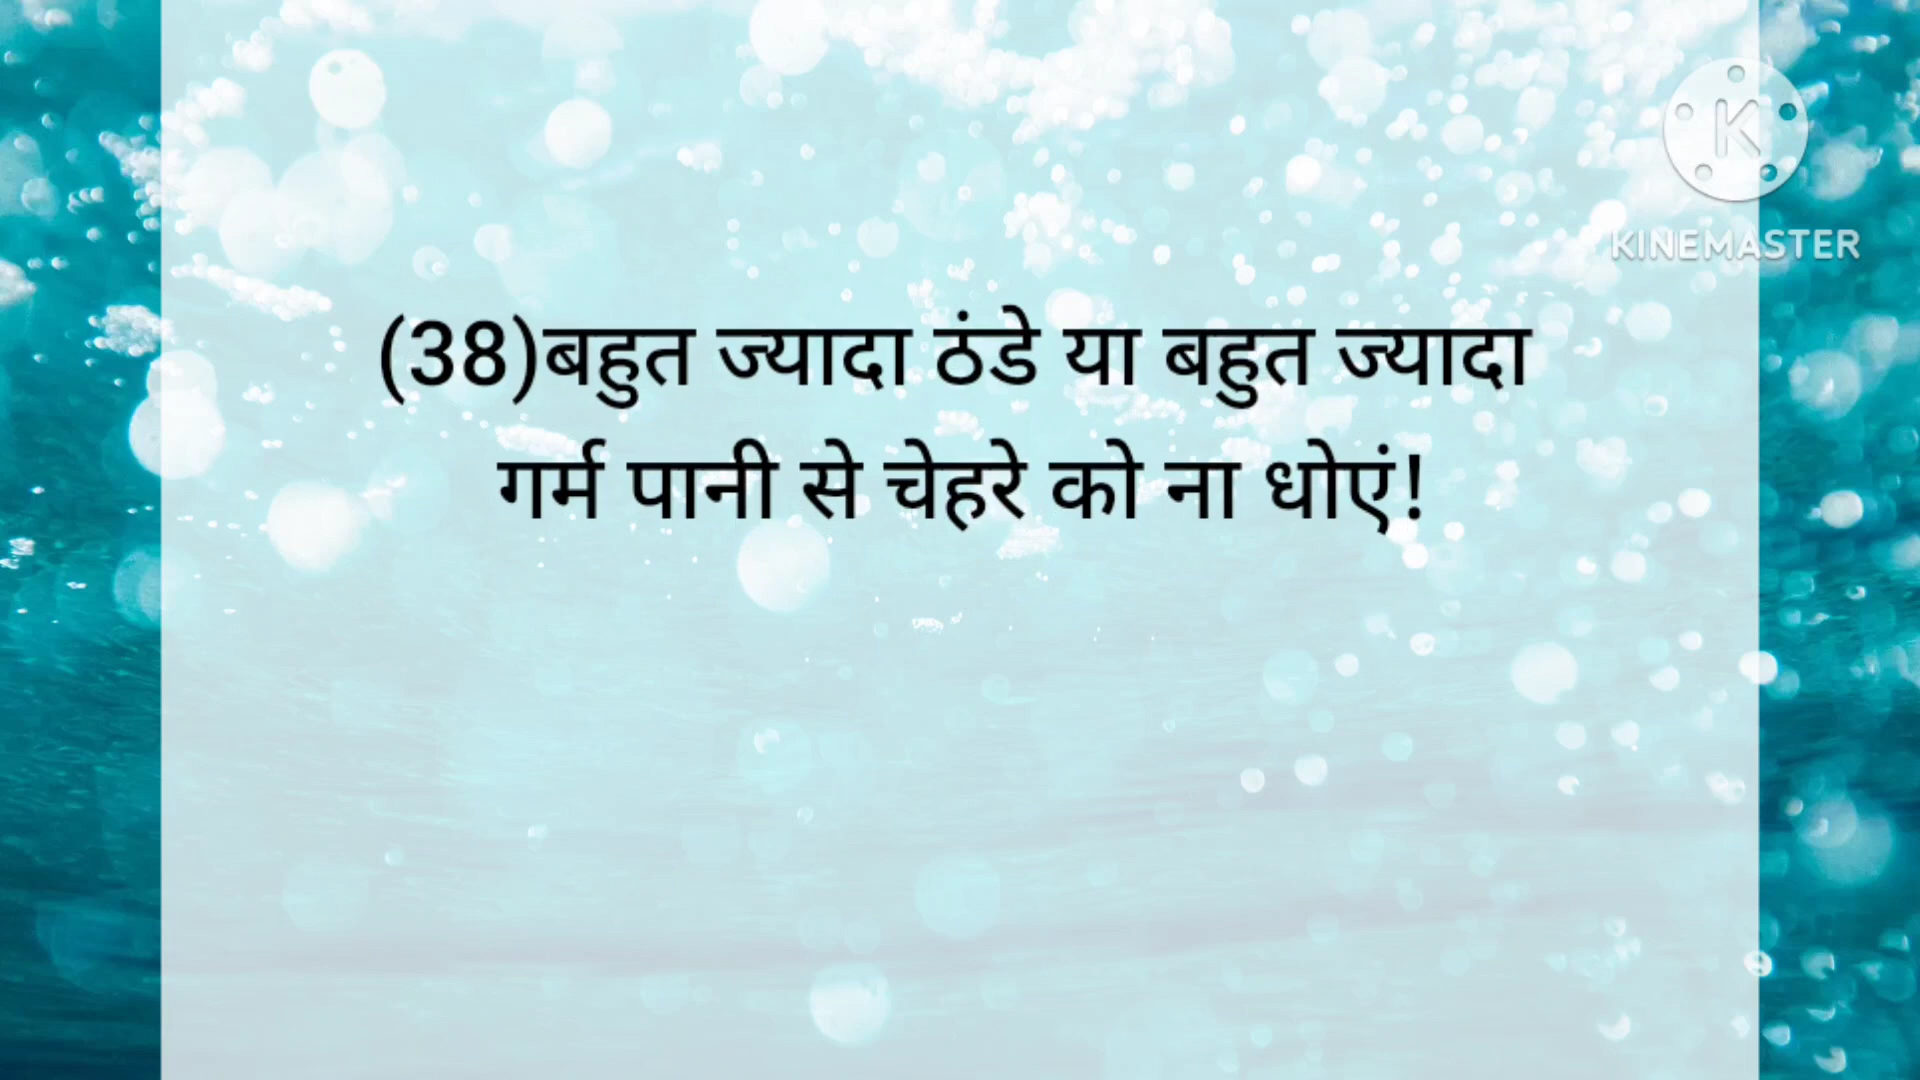 K
KINEMASTER
(38)बहुत ज्यादा ठंडे या बहुत ज्यादा
गर्म पानी से चेहरे को ना धोएं!